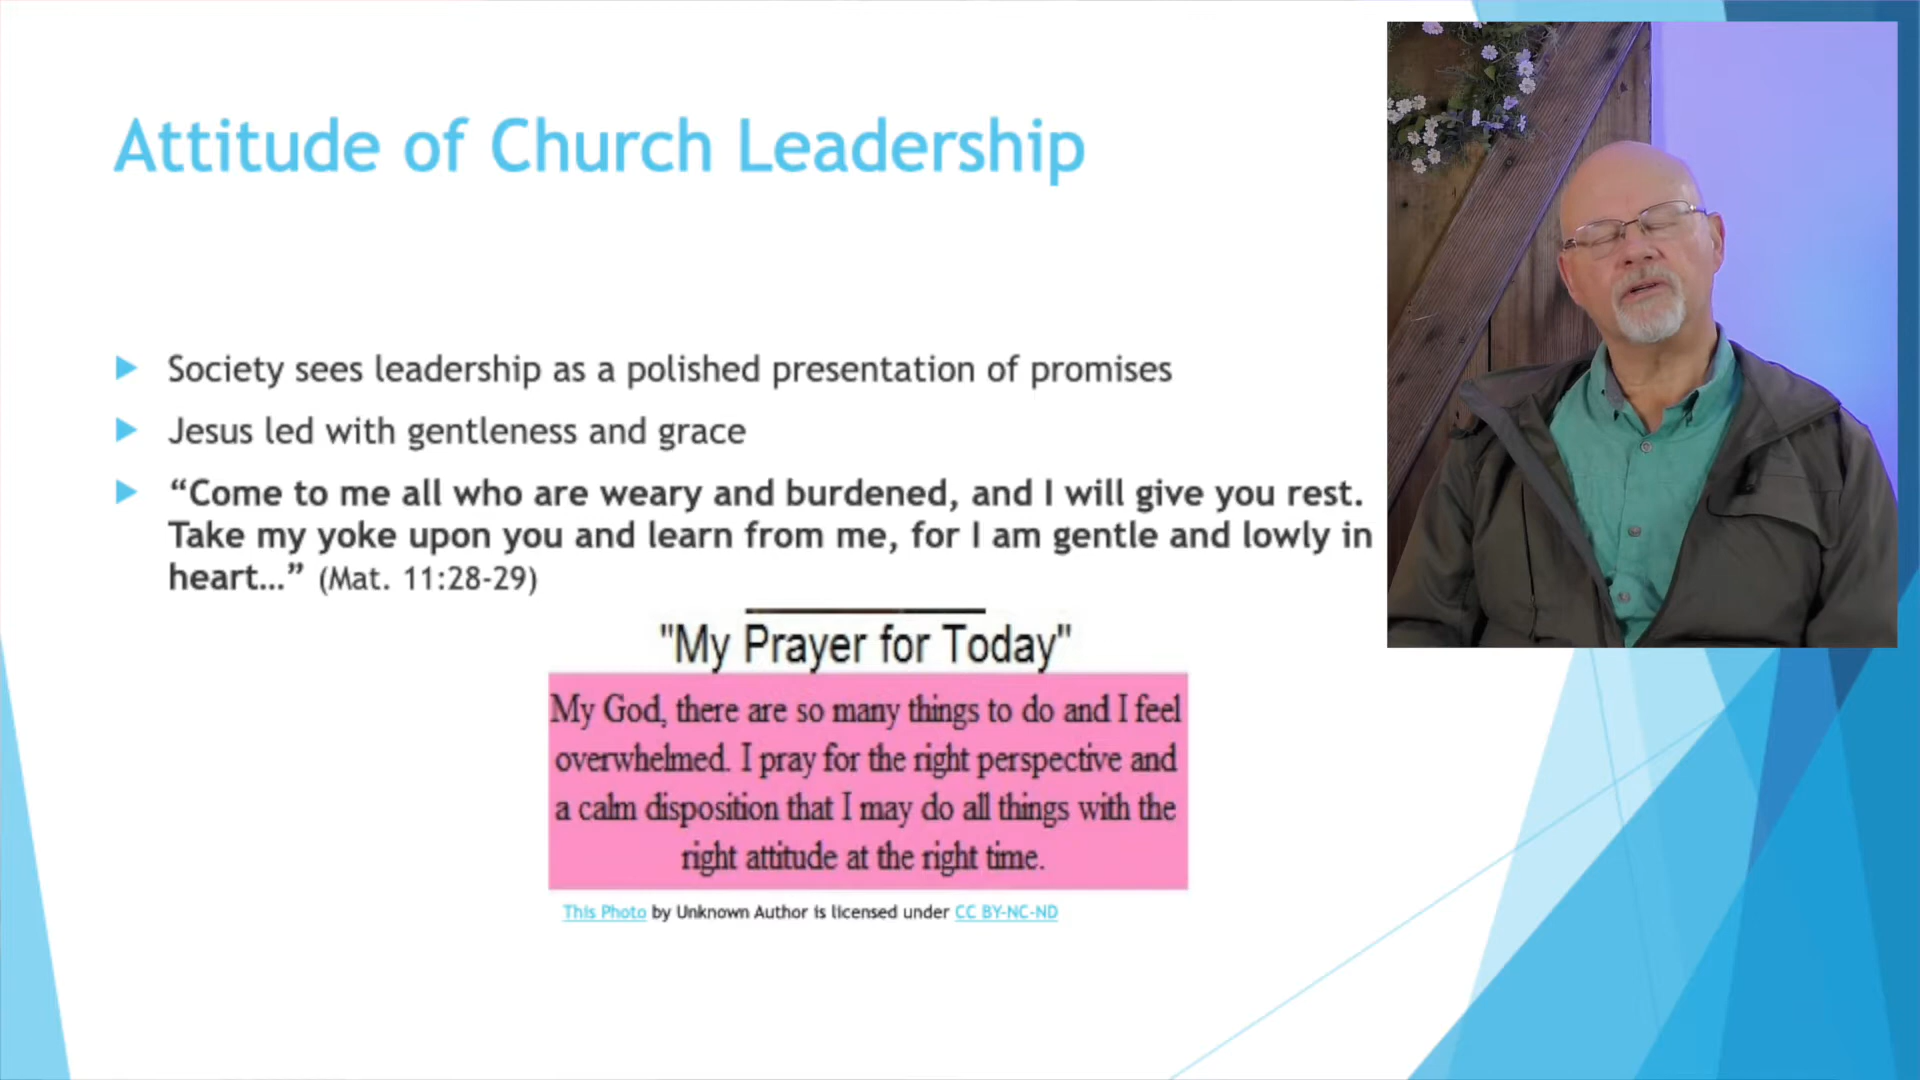 Attitude of Church Leadership
Society sees leadership as a polished presentation of promises
Jesus led with gentleness and grace
“Come to me all who are weary and burdened, and I will give you rest.
Take my yoke upon you and learn from me, for I am gentle and lowly in
heart…” (Mat. 11:28-29)
"My Prayer for Today"
My God, there are so many things to do and I feel
overwhelmed. I pray for the right perspective and
a calm disposition that I may do all things with the
right attitude at the right time.
This Photo by Unknown Author is licensed under CC BY-NC-ND